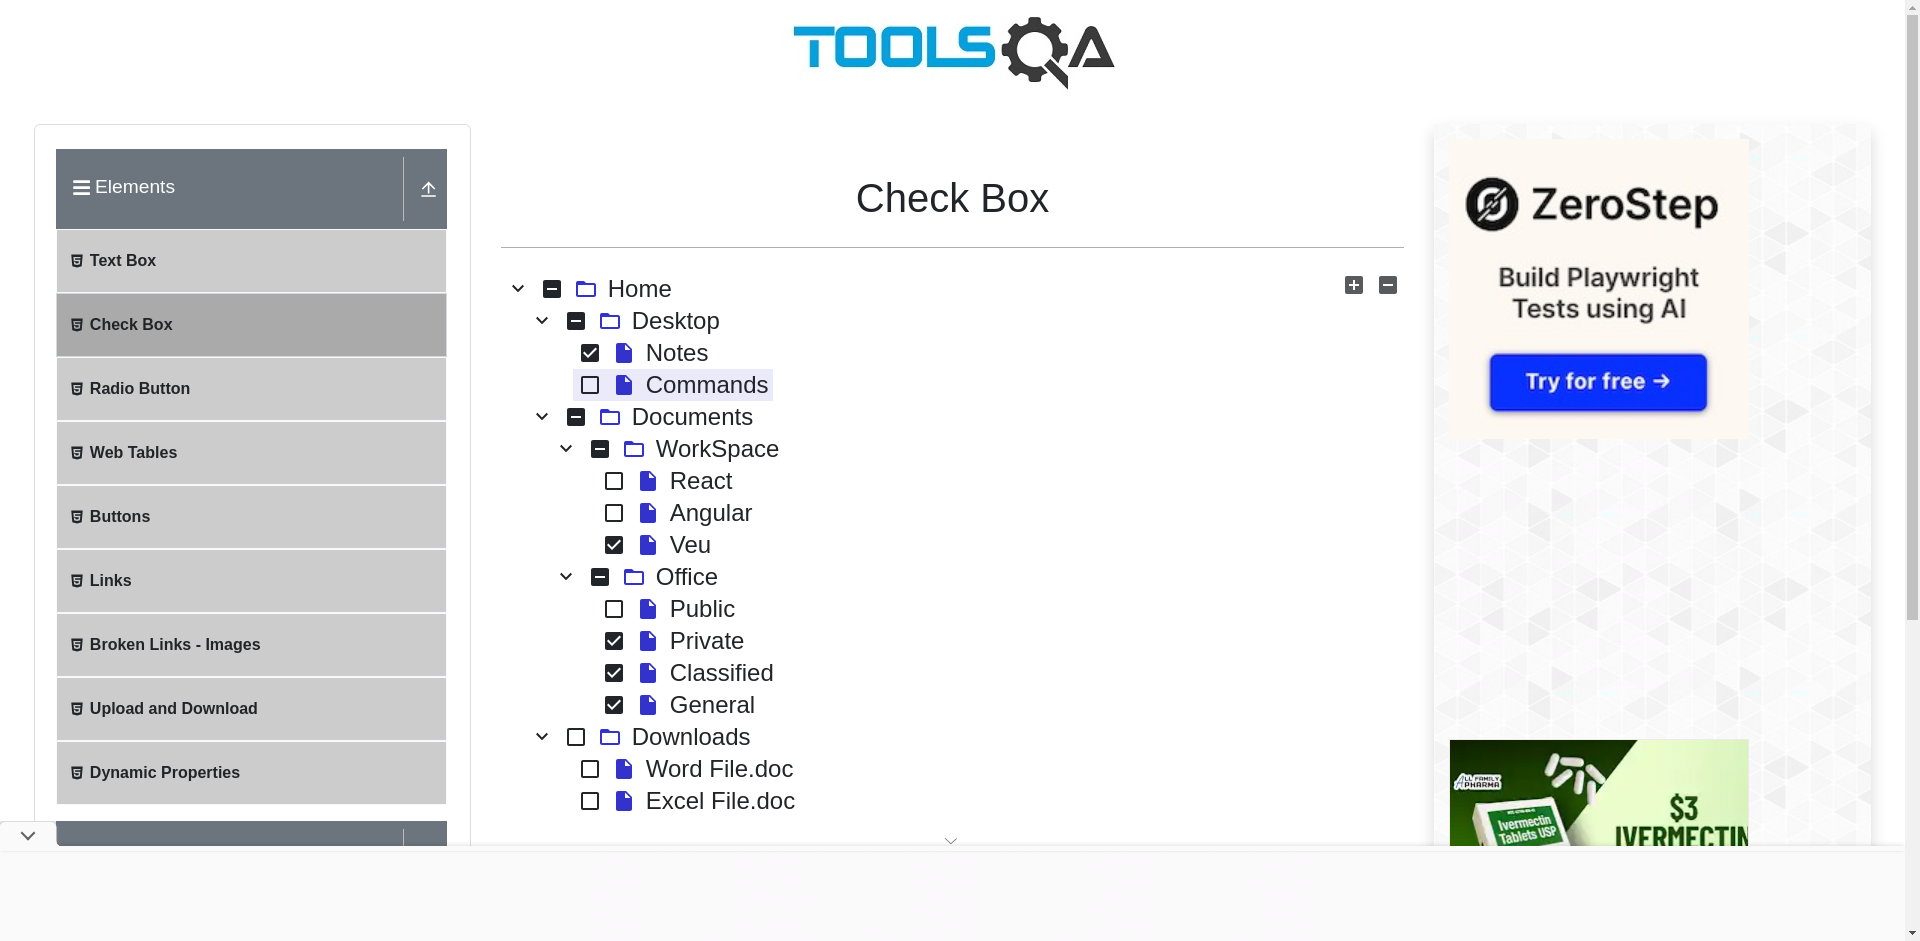 TOOLSQA
Elements
Text Box
Check Box
Radio Button
Web Tables
Buttons
Links
Broken Links - Images
Upload and Download
Dynamic Properties
Check Box
Home
Desktop
Notes
Commands
Documents
WorkSpace
React
Angular
Veu
Office
Public
Private
Classified
General
Downloads
Word File.doc
Excel File.doc
ZeroStep
Build Playwright
Tests using AI
Try for free →
ALL FAMILY
PHARMA
Ivermectin
Tablets USP
$3
IVERMECTIN